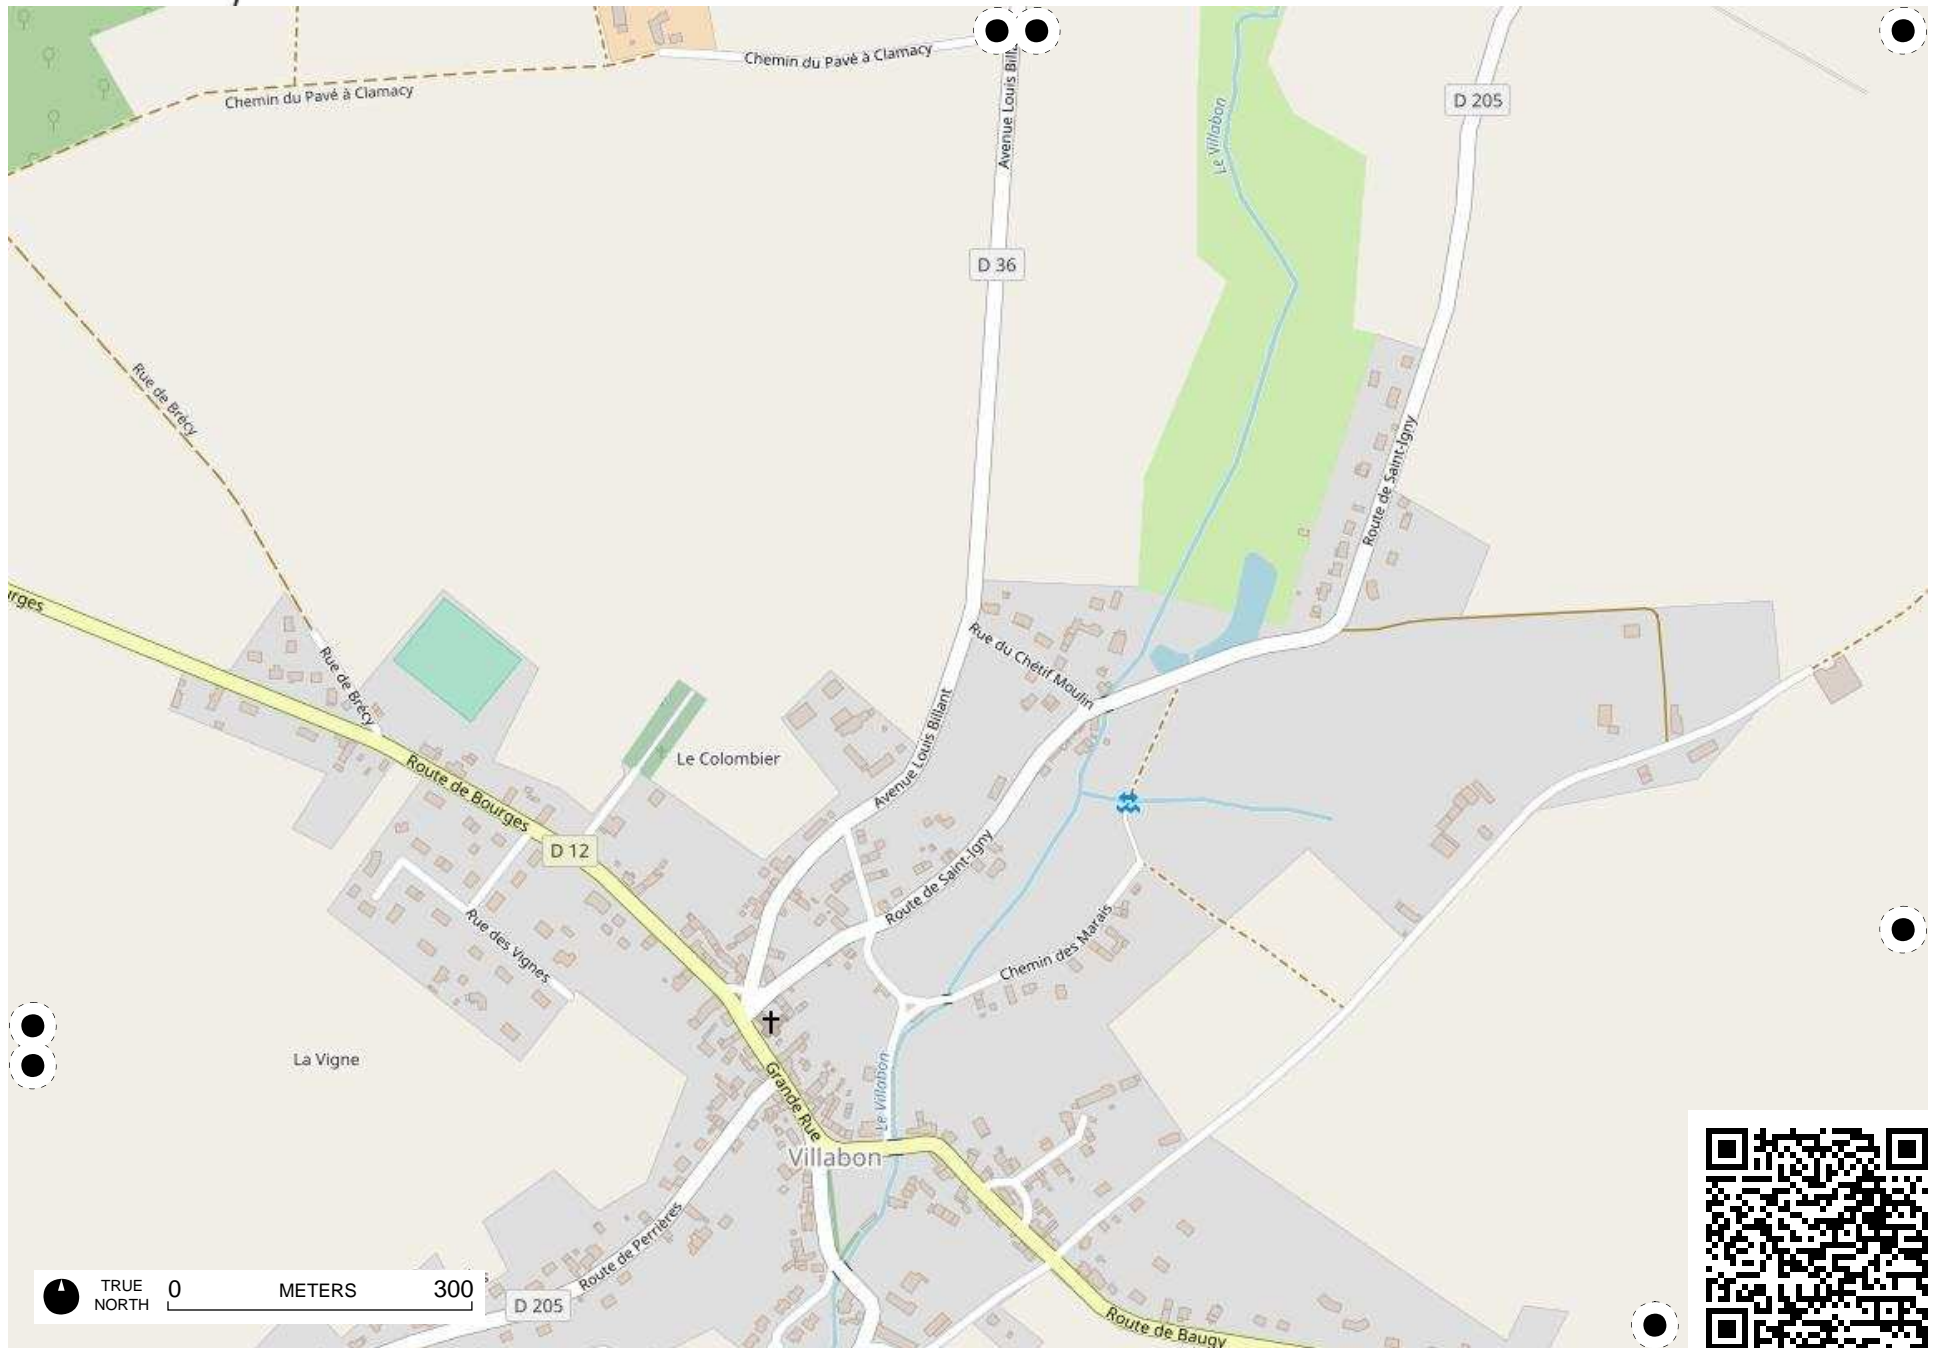 Chemin du Pavé à Clamacy
Chemin du Pavé à Clamacy
Avenue Louis Bill
Le Villabon
D 205
D 36
Rue de Brécy
Route de Saint-Igny
urges
Rue de Brécy
Rue du Chétif Moulin
Avenue Louis Billant
Le Colombier
Route de Bourges
D 12
Route de Saint-Igny
Rue des Vignes
Chemin des Marais
La Vigne
Le Villabon
Grande Rue
Villabon
Route de Perrières
TRUE
NORTH
0 METERS 300
D 205
Route de Baugy